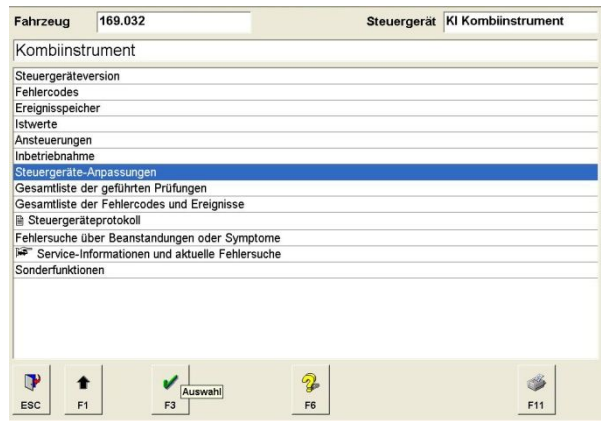 Fahrzeug 169.032 Steuergerät KI Kombiinstrument
Kombiinstrument
Steuergeräteversion
Fehlercodes
Ereignisspeicher
Istwerte
Ansteuerungen
Inbetriebnahme
Steuergeräte-Anpassungen
Gesamtliste der geführten Prüfungen
Gesamtliste der Fehlercodes und Ereignisse
Steuergeräteprotokoll
Fehlersuche über Beanstandungen oder Symptome
Service-Informationen und aktuelle Fehlersuche
Sonderfunktionen
Auswahl
ESC F1 F3 F6 F11